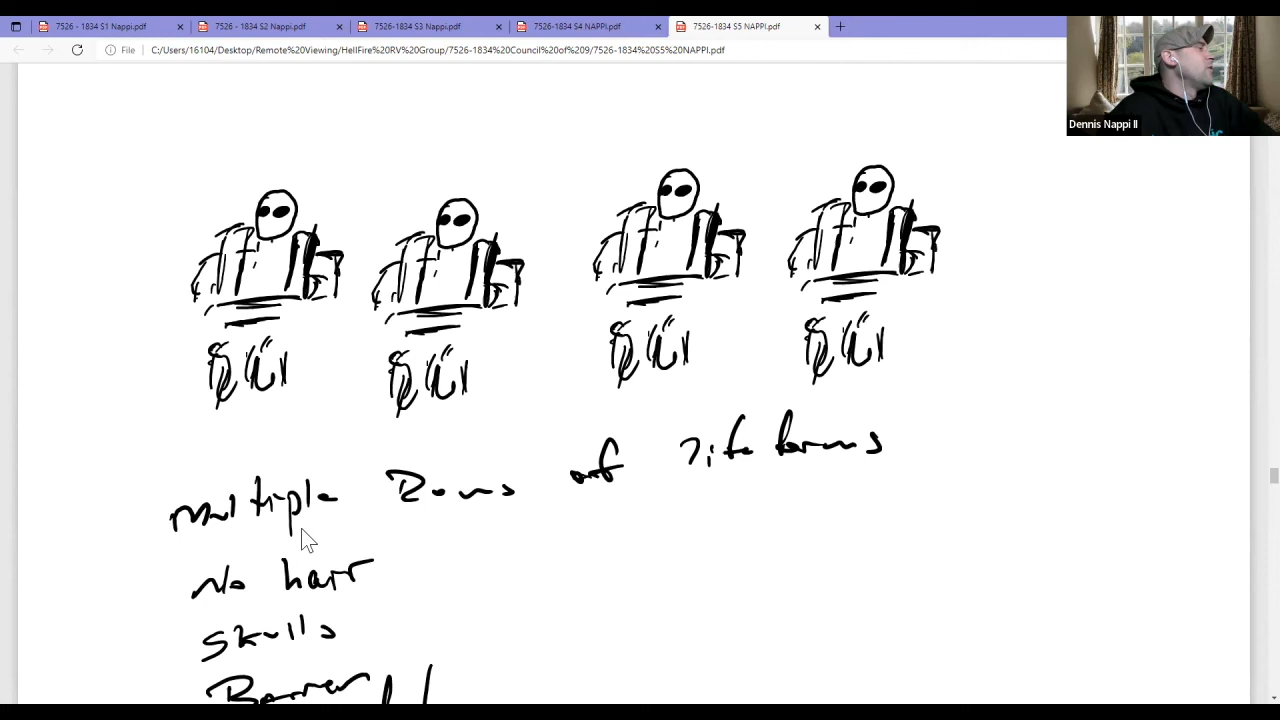 7526 - 1834 S1 Nappi.pdf
7526 - 1834 S2 Nappi.pdf
7526-1834 S3 Nappi.pdf
7526-1834 S4 NAPPI.pdf
7526-1834 S5 NAPPI.pdf
File
C:/Users/16104/Desktop/Remote%20Viewing/HellFire%20RV%20Group/7526-1834%20Council%20of%209/7526-1834%20S5%20NAPPI.pdf
Dennis Nappi II
Multiple Rows of life forms
No hair
Skulls